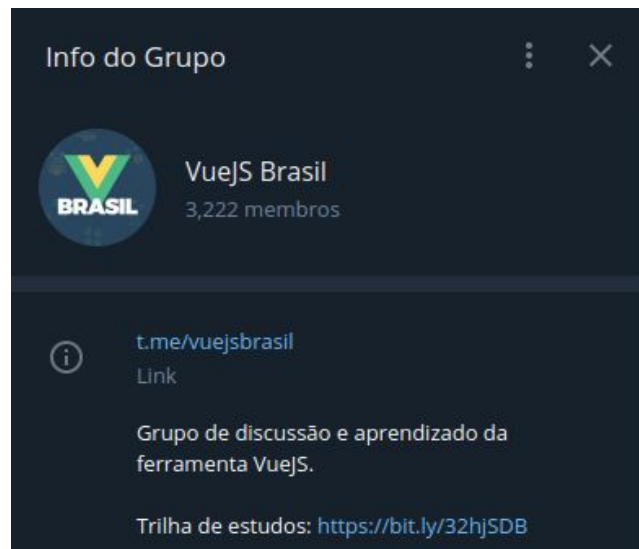 Info do Grupo
BRASIL
VueJS Brasil
3,222 membros
t.me/vuejsbrasil
Link
Grupo de discussão e aprendizado da
ferramenta VueJS.
Trilha de estudos: https://bit.ly/32hjSDB